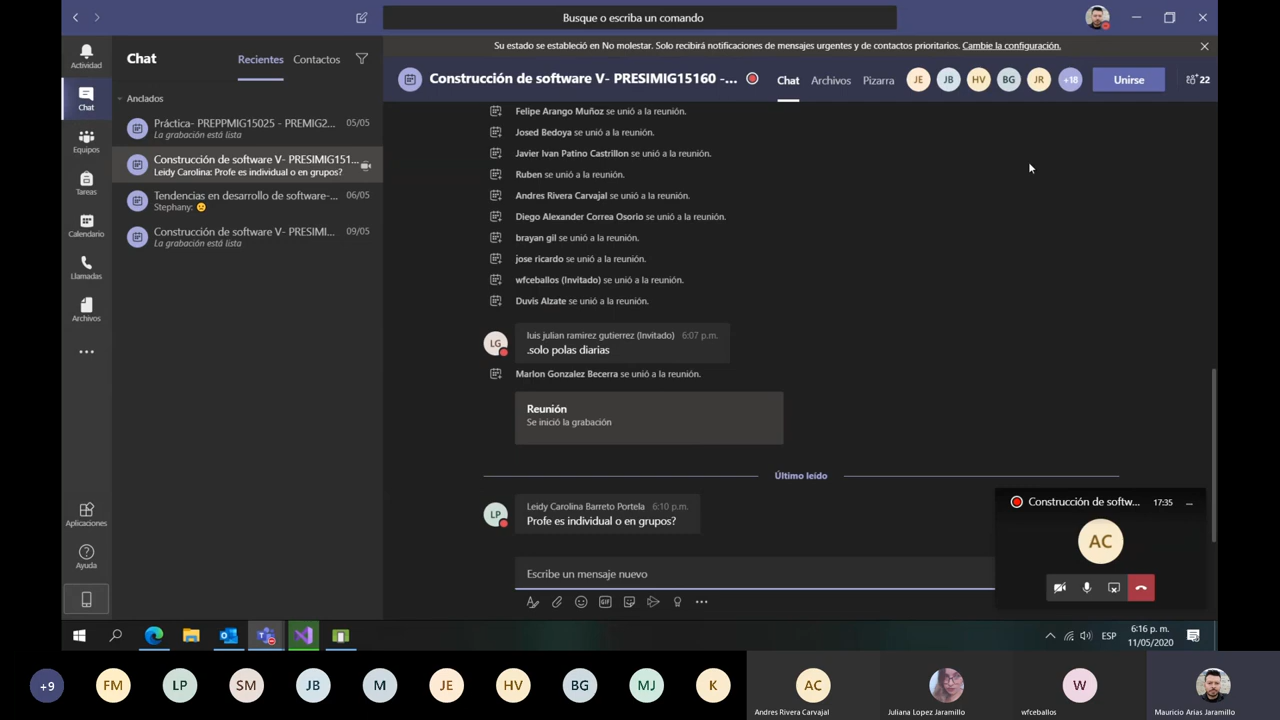 Busque o escriba un comando
Su estado se estableció en No molestar. Solo recibirá notificaciones de mensajes urgentes y de contactos prioritarios. Cambie la configuración.
Actividad
Chat
Equipos
Tareas
Calendario
Llamadas
Archivos
Aplicaciones
Ayuda
Chat
Recientes
Contactos
Anclados
Práctica- PREPPMIG15025 - PREMIG2...
05/05
La grabación está lista
Construcción de software V- PRESIMIG151...
Leidy Carolina: Profe es individual o en grupos?
Tendencias en desarrollo de software-...
06/05
Stephany: 😕
Construcción de software V- PRESIMI...
09/05
La grabación está lista
Construcción de software V- PRESIMIG15160 -...
Chat
Archivos
Pizarra
JE
JB
HV
BG
JR
+18
Unirse
22
Felipe Arango Muñoz se unió a la reunión.
Josed Bedoya se unió a la reunión.
Javier Ivan Patino Castrillon se unió a la reunión.
Ruben se unió a la reunión.
Andres Rivera Carvajal se unió a la reunión.
Diego Alexander Correa Osorio se unió a la reunión.
brayan gil se unió a la reunión.
jose ricardo se unió a la reunión.
wfceballos (Invitado) se unió a la reunión.
Duvis Alzate se unió a la reunión.
LG
luis julian ramirez gutierrez (Invitado) 6:07 p.m.
.solo polas diarias
Marlon Gonzalez Becerra se unió a la reunión.
Reunión
Se inició la grabación
Último leído
LP
Leidy Carolina Barreto Portela 6:10 p.m.
Profe es individual o en grupos?
Escribe un mensaje nuevo
GIF
Construcción de softw...
17:35
AC
ESP
6:16 p. m.
11/05/2020
+9
FM
LP
SM
JB
M
JE
HV
BG
MJ
K
AC
W
Andres Rivera Carvajal
Juliana Lopez Jaramillo
wfceballos
Mauricio Arias Jaramillo